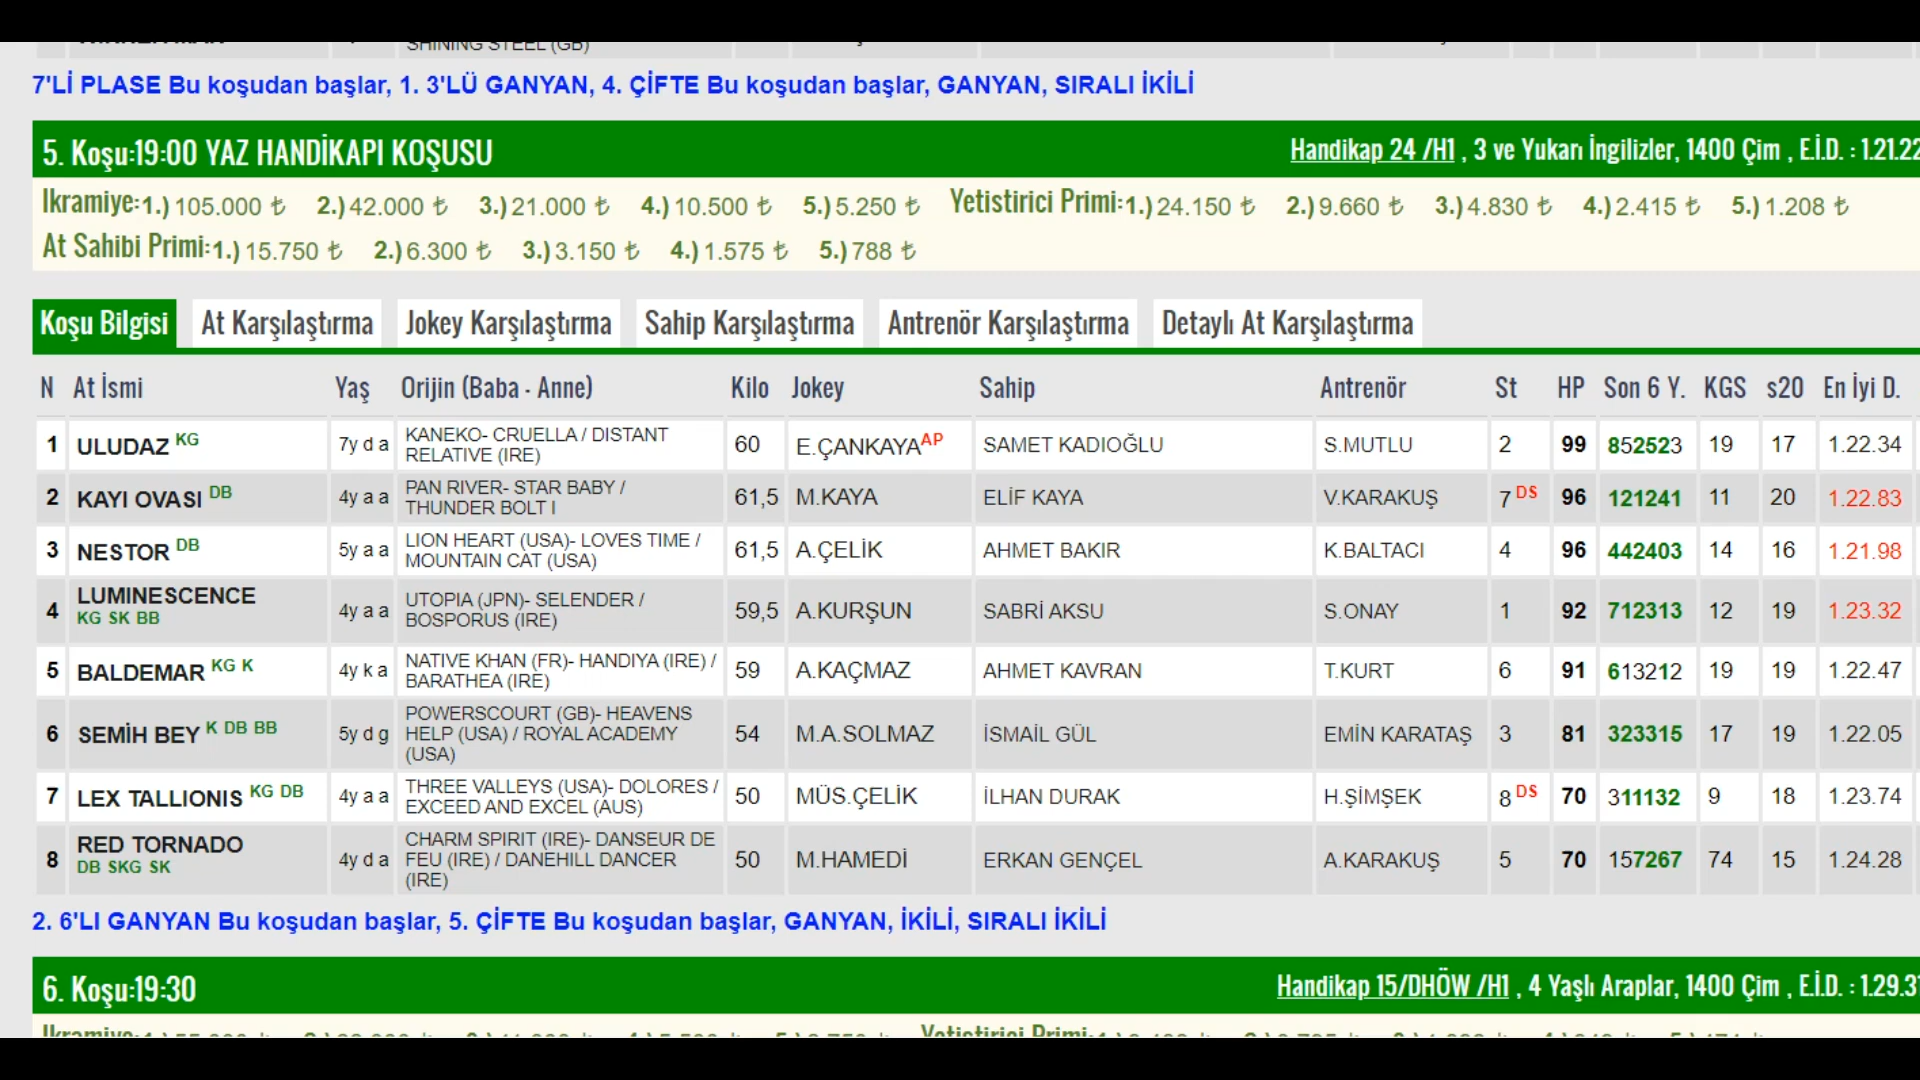 SHINING STEEL (GB)
7'Lİ PLASE Bu koşudan başlar, 1. 3'LÜ GANYAN, 4. ÇİFTE Bu koşudan başlar, GANYAN, SIRALI İKİLİ
5. Koşu:19:00 YAZ HANDİKAPI KOŞUSU Handikap 24 /H1 , 3 ve Yukarı İngilizler, 1400 Çim , E.İ.D. : 1.21.22
Ikramiye:1.) 105.000 ₺ 2.) 42.000 ₺ 3.) 21.000 ₺ 4.) 10.500 ₺ 5.) 5.250 ₺ Yetistirici Primi:1.) 24.150 ₺ 2.) 9.660 ₺ 3.) 4.830 ₺ 4.) 2.415 ₺ 5.) 1.208 ₺
At Sahibi Primi:1.) 15.750 ₺ 2.) 6.300 ₺ 3.) 3.150 ₺ 4.) 1.575 ₺ 5.) 788 ₺
Koşu Bilgisi At Karşılaştırma Jokey Karşılaştırma Sahip Karşılaştırma Antrenör Karşılaştırma Detaylı At Karşılaştırma
N At İsmi Yaş Orijin (Baba - Anne) Kilo Jokey Sahip Antrenör St HP Son 6 Y. KGS s20 En İyi D.
1 ULUDAZ KG 7y d a KANEKO- CRUELLA / DISTANT RELATIVE (IRE) 60 E.ÇANKAYA AP SAMET KADIOĞLU S.MUTLU 2 99 852523 19 17 1.22.34
2 KAYI OVASI DB 4y a a PAN RIVER- STAR BABY / THUNDER BOLT I 61,5 M.KAYA ELİF KAYA V.KARAKUŞ 7 DS 96 121241 11 20 1.22.83
3 NESTOR DB 5y a a LION HEART (USA)- LOVES TIME / MOUNTAIN CAT (USA) 61,5 A.ÇELİK AHMET BAKIR K.BALTACI 4 96 442403 14 16 1.21.98
4 LUMINESCENCE KG SK BB 4y a a UTOPIA (JPN)- SELENDER / BOSPORUS (IRE) 59,5 A.KURŞUN SABRİ AKSU S.ONAY 1 92 712313 12 19 1.23.32
5 BALDEMAR KG K 4y k a NATIVE KHAN (FR)- HANDIYA (IRE) / BARATHEA (IRE) 59 A.KAÇMAZ AHMET KAVRAN T.KURT 6 91 613212 19 19 1.22.47
6 SEMİH BEY K DB BB 5y d g POWERSCOURT (GB)- HEAVENS HELP (USA) / ROYAL ACADEMY (USA) 54 M.A.SOLMAZ İSMAİL GÜL EMİN KARATAŞ 3 81 323315 17 19 1.22.05
7 LEX TALLIONIS KG DB 4y a a THREE VALLEYS (USA)- DOLORES / EXCEED AND EXCEL (AUS) 50 MÜS.ÇELİK İLHAN DURAK H.ŞİMŞEK 8 DS 70 311132 9 18 1.23.74
8 RED TORNADO DB SKG SK 4y d a CHARM SPIRIT (IRE)- DANSEUR DE FEU (IRE) / DANEHILL DANCER (IRE) 50 M.HAMEDİ ERKAN GENÇEL A.KARAKUŞ 5 70 157267 74 15 1.24.28
2. 6'LI GANYAN Bu koşudan başlar, 5. ÇİFTE Bu koşudan başlar, GANYAN, İKİLİ, SIRALI İKİLİ
6. Koşu:19:30 Handikap 15/DHÖW /H1 , 4 Yaşlı Araplar, 1400 Çim , E.İ.D. : 1.29.31
Ikramiye: Yetistirici Primi: